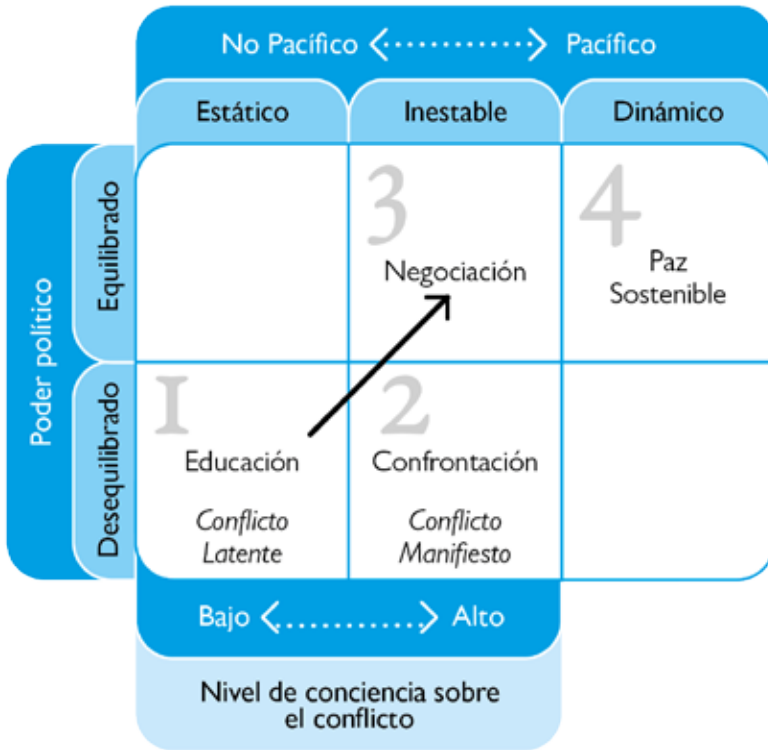 No Pacífico Pacífico
Estático Inestable Dinámico
Poder político
Equilibrado
3
Negociación
4
Paz
Sostenible
Desequilibrado
1
Educación
Conflicto
Latente
2
Confrontación
Conflicto
Manifiesto
Bajo Alto
Nivel de conciencia sobre
el conflicto